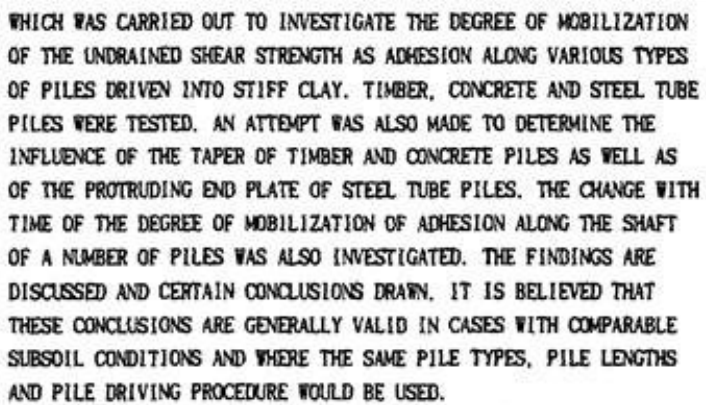 WHICH WAS CARRIED OUT TO INVESTIGATE THE DEGREE OF MOBILIZATION
OF THE UNDRAINED SHEAR STRENGTH AS ADHESION ALONG VARIOUS TYPES
OF PILES DRIVEN INTO STIFF CLAY. TIMBER, CONCRETE AND STEEL TUBE
PILES WERE TESTED. AN ATTEMPT WAS ALSO MADE TO DETERMINE THE
INFLUENCE OF THE TAPER OF TIMBER AND CONCRETE PILES AS WELL AS
OF THE PROTRUDING END PLATE OF STEEL TUBE PILES. THE CHANGE WITH
TIME OF THE DEGREE OF MOBILIZATION OF ADHESION ALONG THE SHAFT
OF A NUMBER OF PILES WAS ALSO INVESTIGATED. THE FINDINGS ARE
DISCUSSED AND CERTAIN CONCLUSIONS DRAWN. IT IS BELIEVED THAT
THESE CONCLUSIONS ARE GENERALLY VALID IN CASES WITH COMPARABLE
SUBSOIL CONDITIONS AND WHERE THE SAME PILE TYPES, PILE LENGTHS
AND PILE DRIVING PROCEDURE WOULD BE USED.